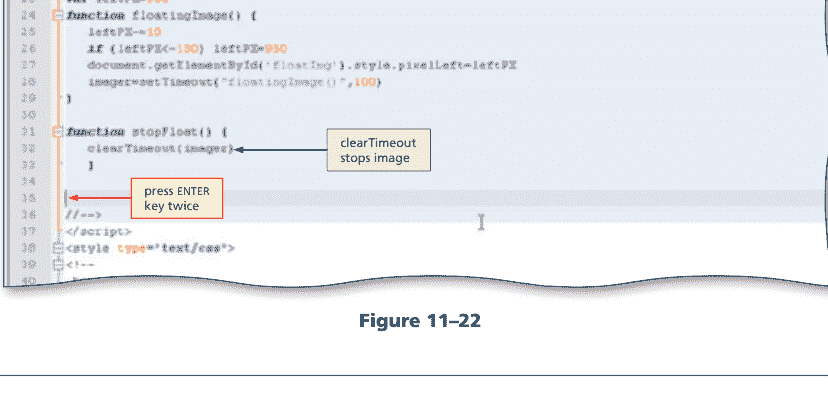 24 function floatingImage() {
25 leftPX-=10
26 if (leftPX<-130) leftPX=950
27 document.getElementById('floatImg').style.pixelLeft=leftPX
28 imager=setTimeout("floatingImage()",100)
29 }
30
31 function stopFloat() {
32 clearTimeout(imager)
clearTimeout
stops image
33 }
34
press ENTER
key twice
35
36 //-->
37 </script>
38 <style type="text/css">
39 <!--
40
Figure 11–22